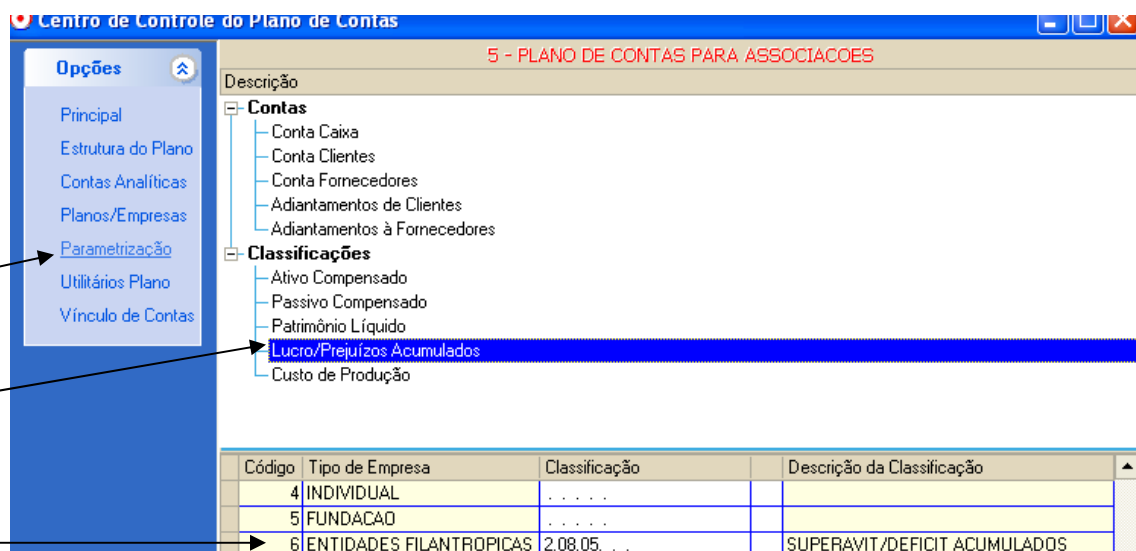 Centro de Controle do Plano de Contas
Opções
Principal
Estrutura do Plano
Contas Analíticas
Planos/Empresas
Parametrização
Utilitários Plano
Vínculo de Contas
5 - PLANO DE CONTAS PARA ASSOCIACOES
Descrição
Contas
Conta Caixa
Conta Clientes
Conta Fornecedores
Adiantamentos de Clientes
Adiantamentos à Fornecedores
Classificações
Ativo Compensado
Passivo Compensado
Patrimônio Líquido
Lucro/Prejuízos Acumulados
Custo de Produção
Código Tipo de Empresa Classificação Descrição da Classificação
4 INDIVIDUAL . . . . .
5 FUNDACAO . . . . .
6 ENTIDADES FILANTROPICAS 2.08.05. . . SUPERAVIT/DEFICIT ACUMULADOS